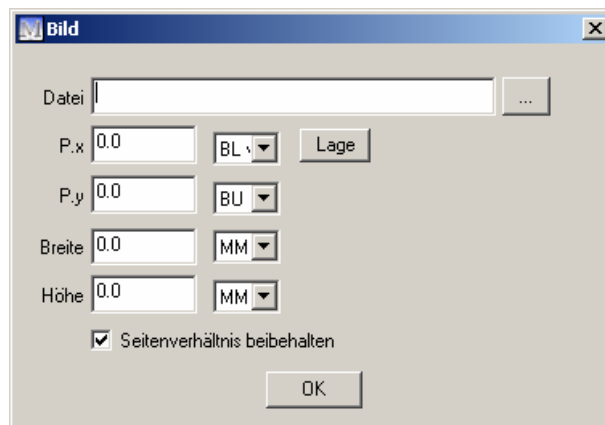 Bild
Datei ...
P.x 0.0 BL Lage
P.y 0.0 BU
Breite 0.0 MM
Höhe 0.0 MM
Seitenverhältnis beibehalten
OK